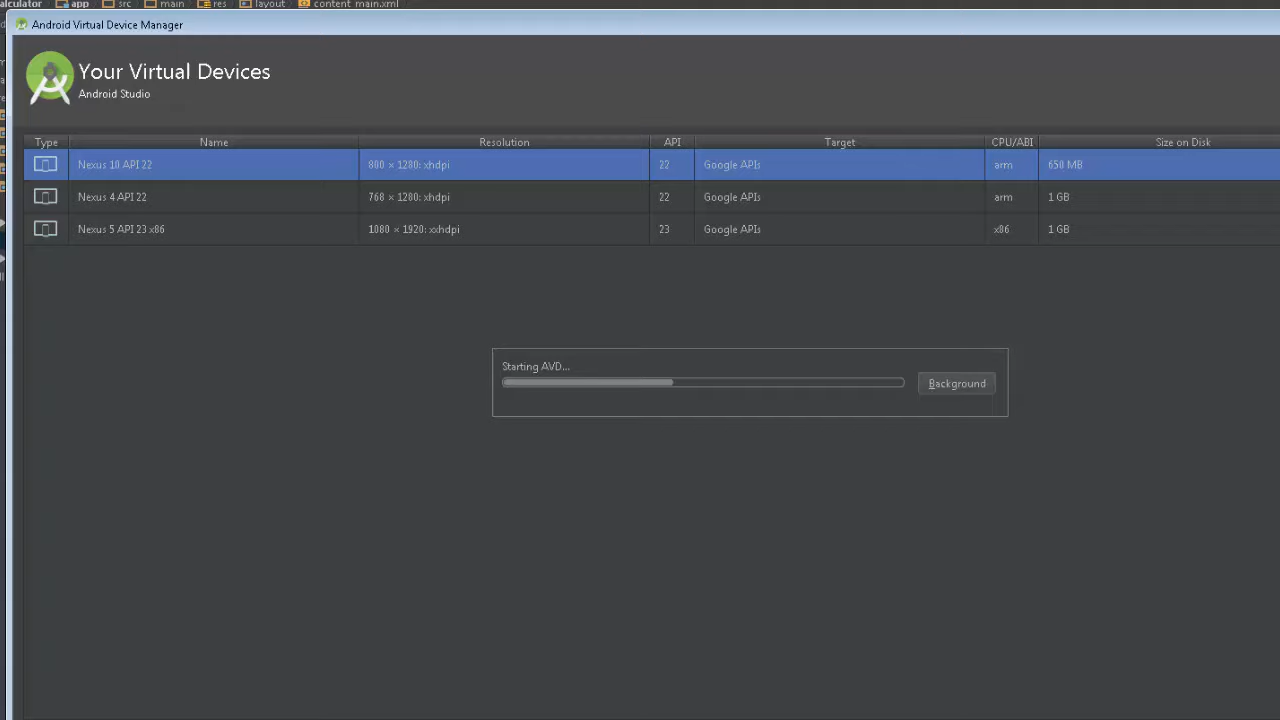 alculator app src main res layout content_main.xml
Android Virtual Device Manager
Your Virtual Devices
Android Studio
Type Name Resolution API Target CPU/ABI Size on Disk
Nexus 10 API 22 800 × 1280: xhdpi 22 Google APIs arm 650 MB
Nexus 4 API 22 768 × 1280: xhdpi 22 Google APIs arm 1 GB
Nexus 5 API 23 x86 1080 × 1920: xxhdpi 23 Google APIs x86 1 GB
Starting AVD...
Background